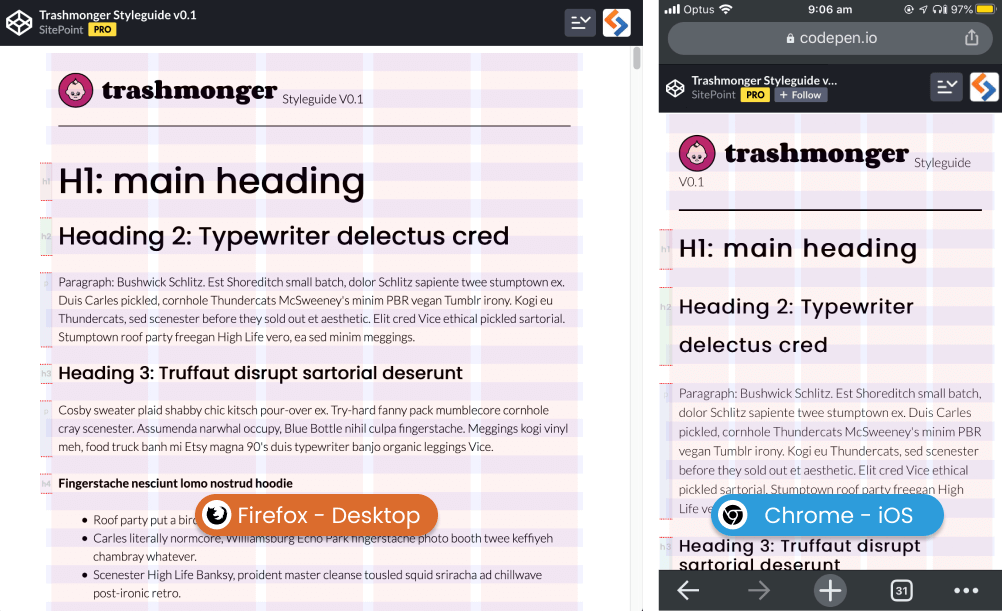 Trashmonger Styleguide v0.1
SitePoint PRO
trashmonger Styleguide V0.1
h1
H1: main heading
h2
Heading 2: Typewriter delectus cred
p
Paragraph: Bushwick Schlitz. Est Shoreditch small batch, dolor Schlitz sapiente twee stumptown ex.
Duis Carles pickled, cornhole Thundercats McSweeney's minim PBR vegan Tumblr irony. Kogi eu
Thundercats, sed scenester before they sold out et aesthetic. Elit cred Vice ethical pickled sartorial.
Stumptown roof party freegan High Life vero, ea sed minim meggings.
h3
Heading 3: Truffaut disrupt sartorial deserunt
p
Cosby sweater plaid shabby chic kitsch pour-over ex. Try-hard fanny pack mumblecore cornhole
cray scenester. Assumenda narwhal occupy, Blue Bottle nihil culpa fingerstache. Meggings kogi vinyl
meh, food truck banh mi Etsy magna 90's duis typewriter banjo organic leggings Vice.
h4
Fingerstache nesciunt lomo nostrud hoodie
Roof party put a bird
Firefox - Desktop
Carles literally normcore, Williamsburg Echo Park fingerstache photo booth twee keffiyeh
chambray whatever.
Scenester High Life Banksy, proident master cleanse tousled squid sriracha ad chillwave
post-ironic retro.
Optus 9:06 am 97%
codepen.io
Trashmonger Styleguide v...
SitePoint PRO + Follow
trashmonger Styleguide
V0.1
h1
H1: main heading
h2
Heading 2: Typewriter
delectus cred
p
Paragraph: Bushwick Schlitz. Est Shoreditch small batch,
dolor Schlitz sapiente twee stumptown ex. Duis Carles
pickled, cornhole Thundercats McSweeney's minim PBR
vegan Tumblr irony. Kogi eu Thundercats, sed scenester
before they sold out et aesthetic. Elit cred Vice ethical
pickled sartorial. Stumptown roof party freegan High
Life ve
Chrome - iOS
h3
Heading 3: Truffaut disrupt
sartorial deserunt
31